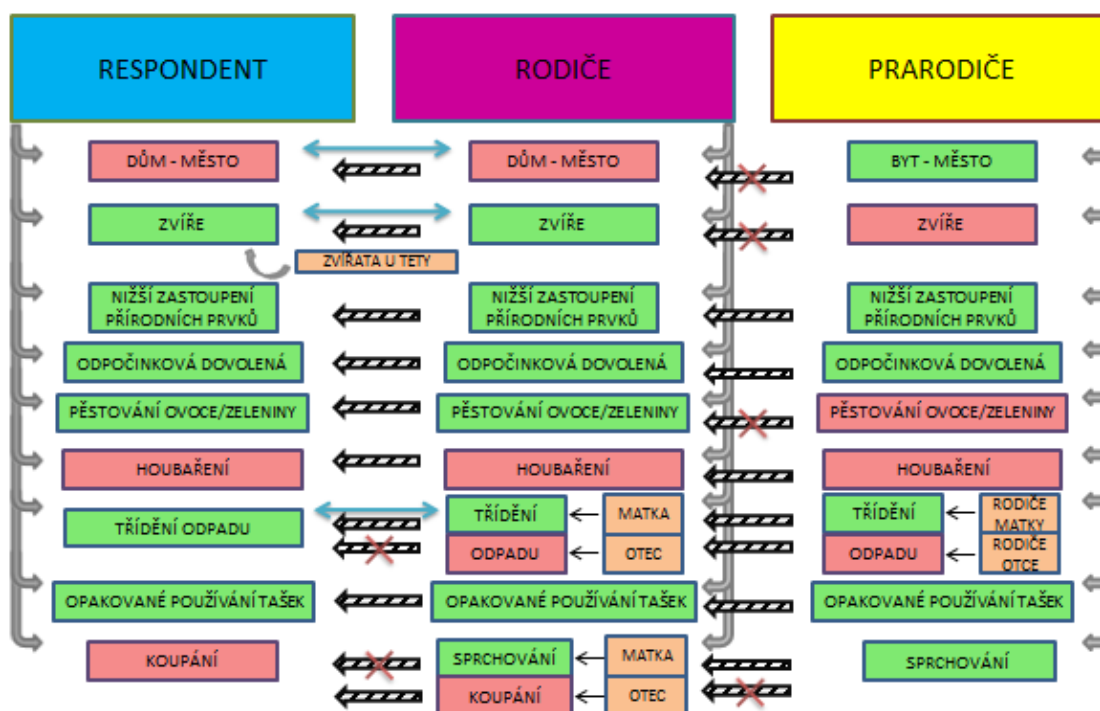 RESPONDENT
RODIČE
PRARODIČE
DŮM - MĚSTO
DŮM - MĚSTO
BYT - MĚSTO
ZVÍŘE
ZVÍŘE
ZVÍŘE
ZVÍŘATA U TETY
NIŽŠÍ ZASTOUPENÍ
PŘÍRODNÍCH PRVKŮ
NIŽŠÍ ZASTOUPENÍ
PŘÍRODNÍCH PRVKŮ
NIŽŠÍ ZASTOUPENÍ
PŘÍRODNÍCH PRVKŮ
ODPOČINKOVÁ DOVOLENÁ
ODPOČINKOVÁ DOVOLENÁ
ODPOČINKOVÁ DOVOLENÁ
PĚSTOVÁNÍ OVOCE/ZELENINY
PĚSTOVÁNÍ OVOCE/ZELENINY
PĚSTOVÁNÍ OVOCE/ZELENINY
HOUBAŘENÍ
HOUBAŘENÍ
HOUBAŘENÍ
TŘÍDĚNÍ ODPADU
TŘÍDĚNÍ
MATKA
ODPADU
OTEC
TŘÍDĚNÍ
RODIČE
MATKY
ODPADU
RODIČE
OTCE
OPAKOVANÉ POUŽÍVÁNÍ TAŠEK
OPAKOVANÉ POUŽÍVÁNÍ TAŠEK
OPAKOVANÉ POUŽÍVÁNÍ TAŠEK
KOUPÁNÍ
SPRCHOVÁNÍ
MATKA
KOUPÁNÍ
OTEC
SPRCHOVÁNÍ